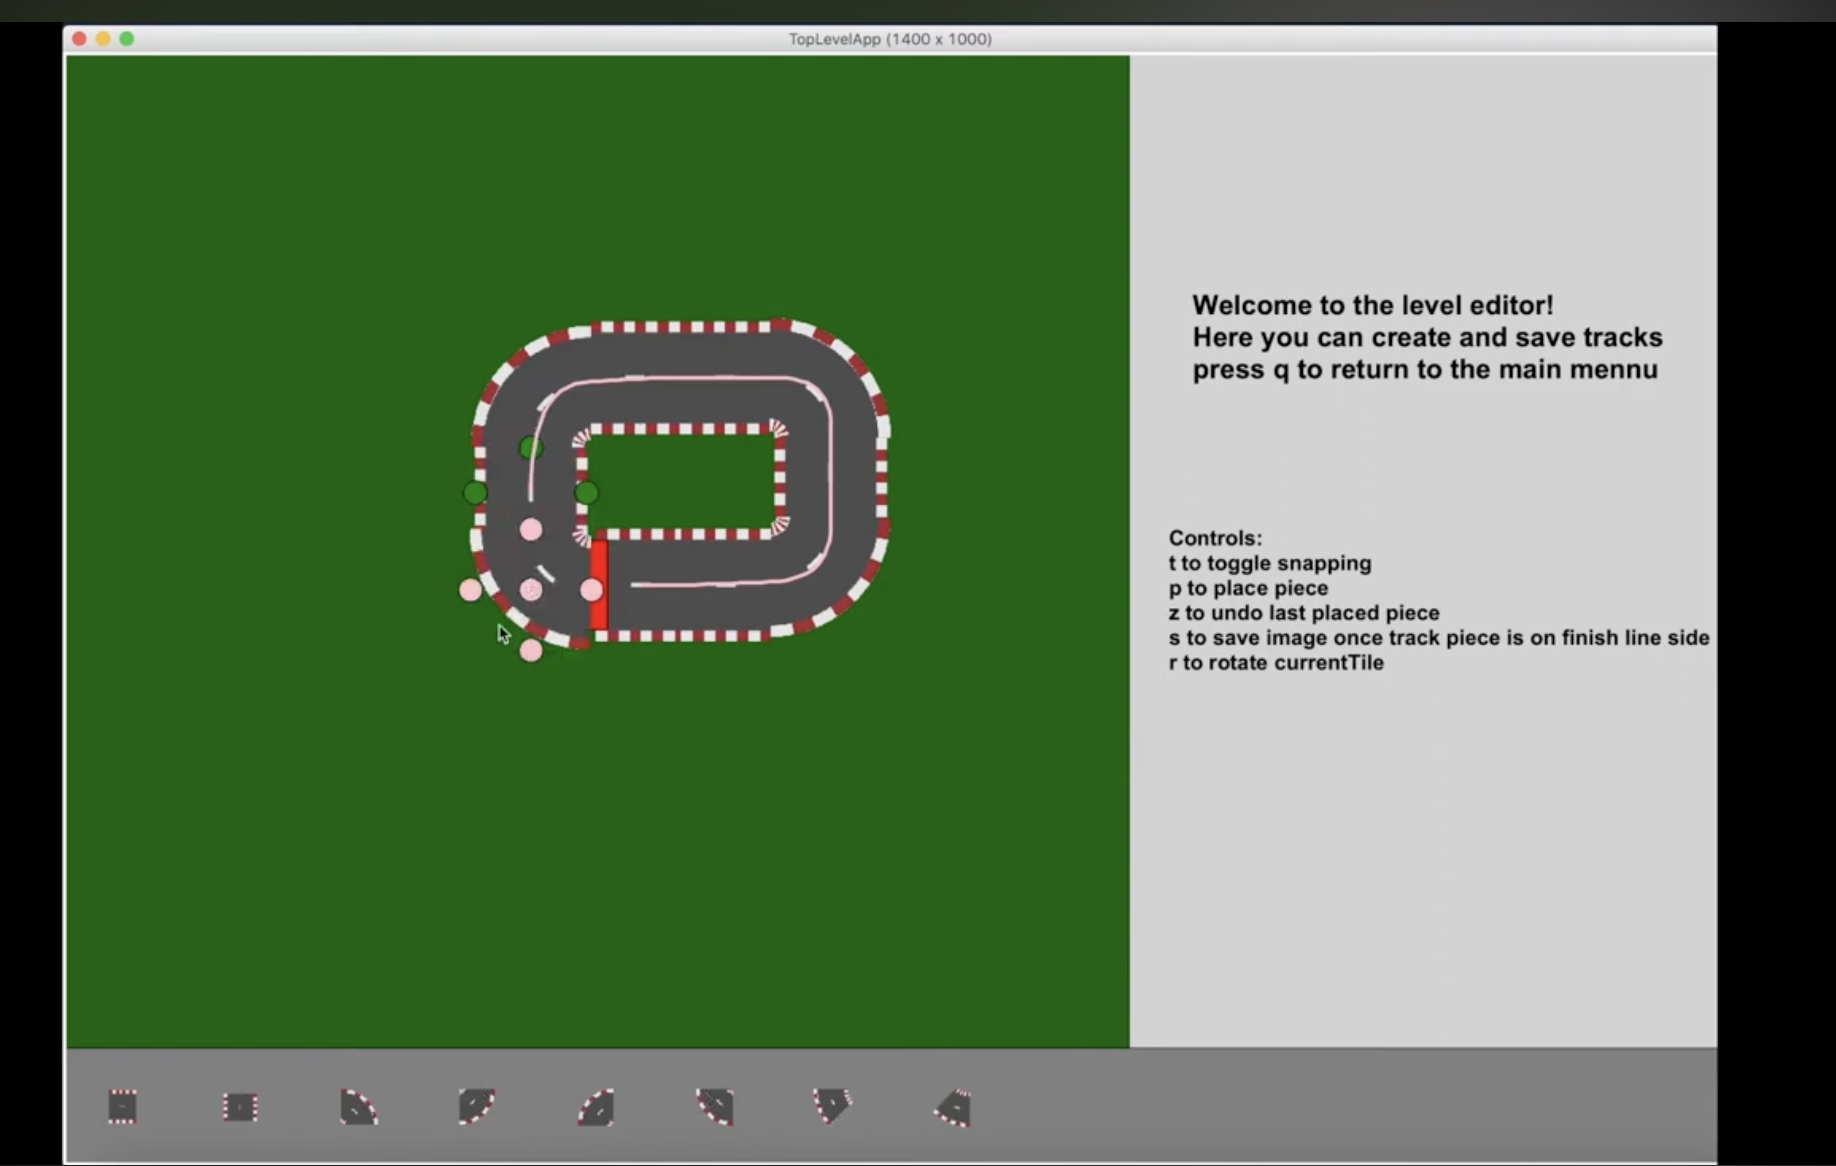 TopLevelApp (1400 x 1000)
Welcome to the level editor!
Here you can create and save tracks
press q to return to the main mennu
Controls:
t to toggle snapping
p to place piece
z to undo last placed piece
s to save image once track piece is on finish line side
r to rotate currentTile